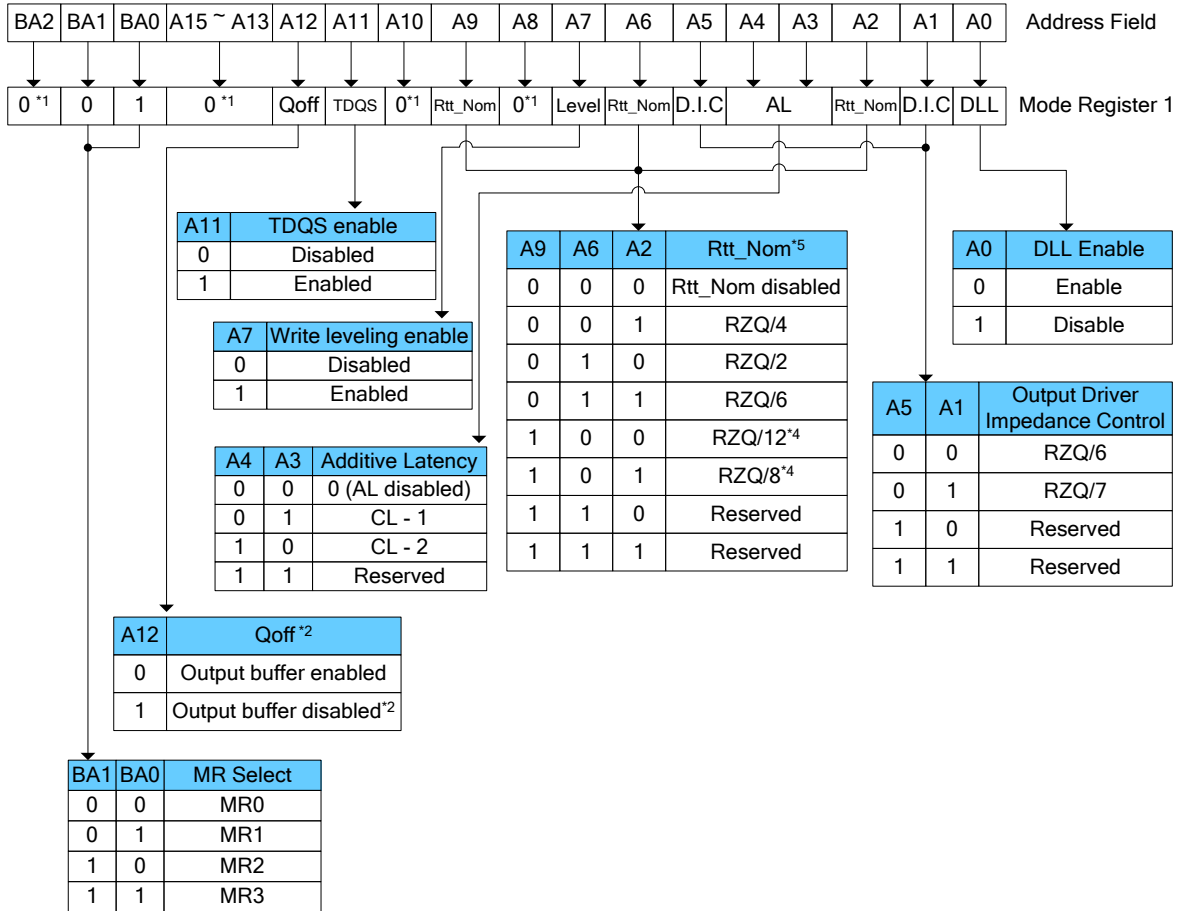 BA2 BA1 BA0 A15 ~ A13 A12 A11 A10 A9 A8 A7 A6 A5 A4 A3 A2 A1 A0 Address Field
0*1 0 1 0*1 Qoff TDQS 0*1 Rtt_Nom 0*1 Level Rtt_Nom D.I.C AL Rtt_Nom D.I.C DLL Mode Register 1
A11 TDQS enable
0 Disabled
1 Enabled
A7 Write leveling enable
0 Disabled
1 Enabled
A4 A3 Additive Latency
0 0 0 (AL disabled)
0 1 CL - 1
1 0 CL - 2
1 1 Reserved
A9 A6 A2 Rtt_Nom*5
0 0 0 Rtt_Nom disabled
0 0 1 RZQ/4
0 1 0 RZQ/2
0 1 1 RZQ/6
1 0 0 RZQ/12*4
1 0 1 RZQ/8*4
1 1 0 Reserved
1 1 1 Reserved
A0 DLL Enable
0 Enable
1 Disable
A5 A1 Output Driver
Impedance Control
0 0 RZQ/6
0 1 RZQ/7
1 0 Reserved
1 1 Reserved
A12 Qoff*2
0 Output buffer enabled
1 Output buffer disabled*2
BA1 BA0 MR Select
0 0 MR0
0 1 MR1
1 0 MR2
1 1 MR3